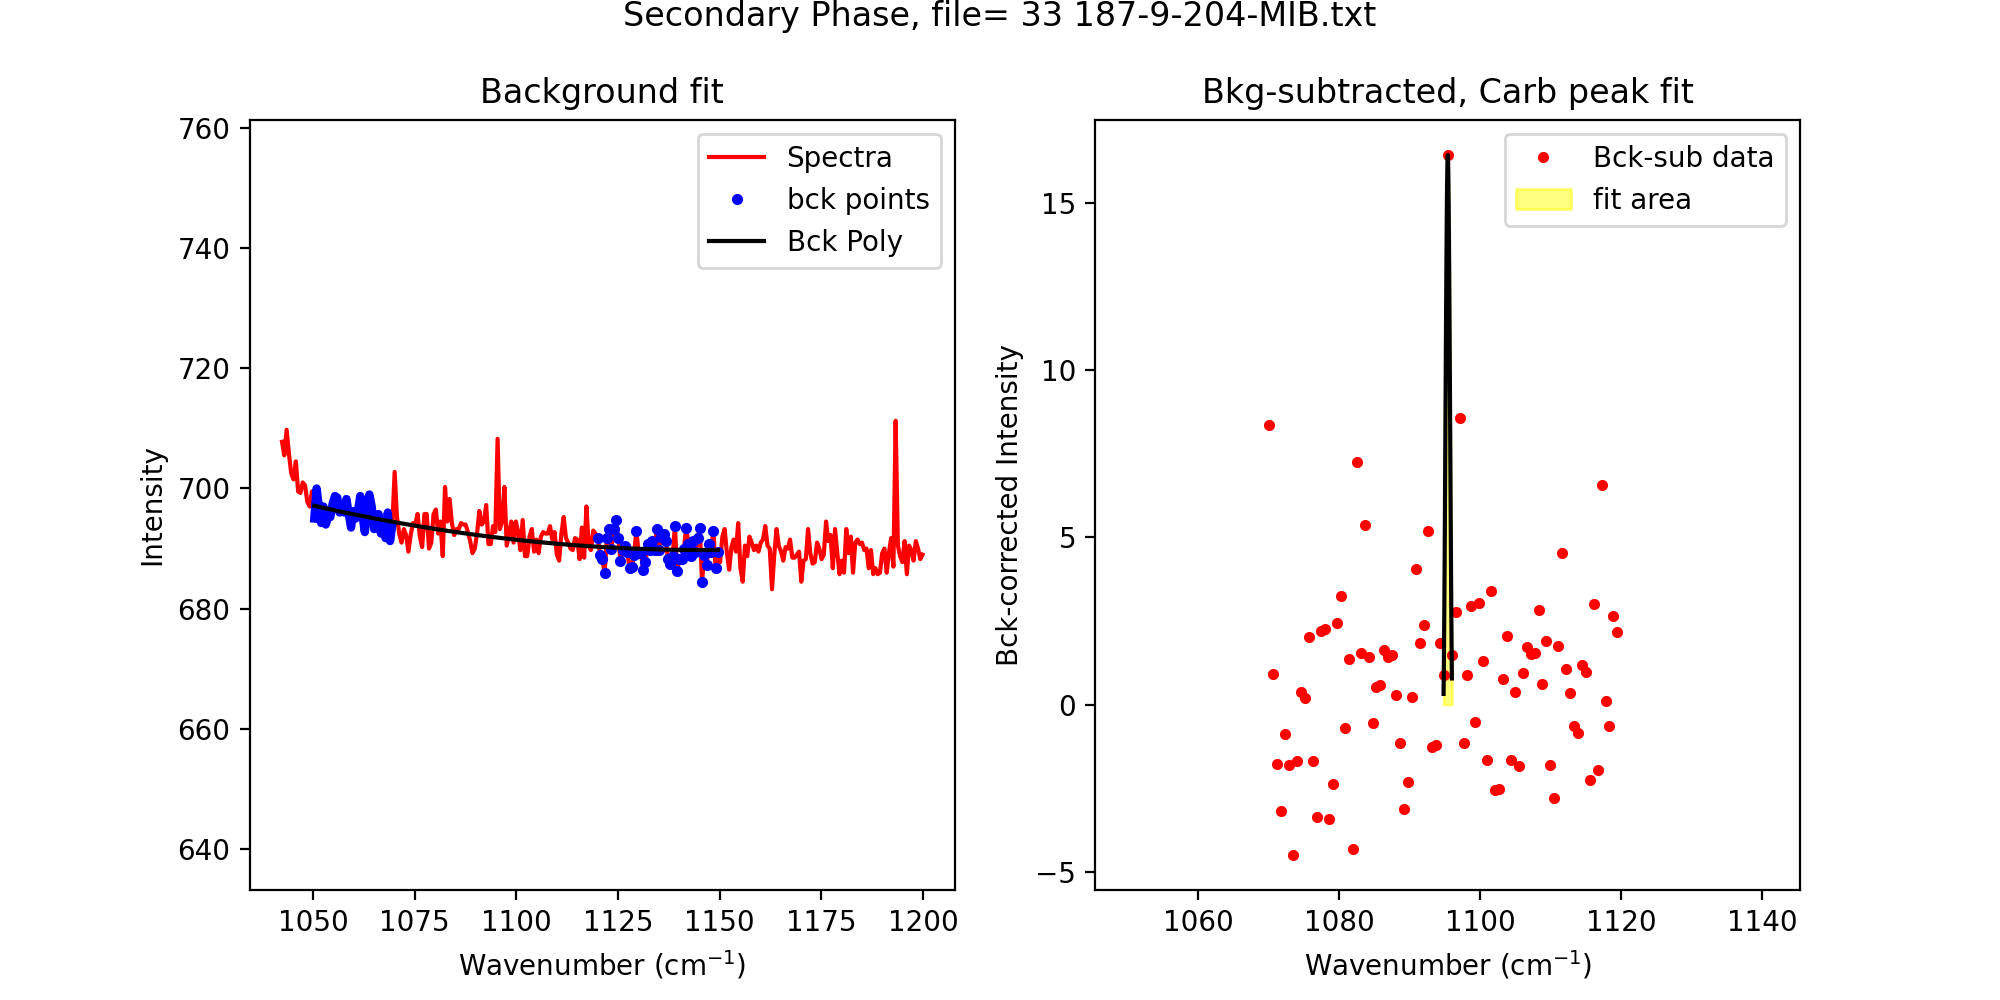 Secondary Phase, file= 33 187-9-204-MIB.txt
Background fit
760
740
720
700
680
660
640
Intensity
Spectra
bck points
Bck Poly
1050 1075 1100 1125 1150 1175 1200
Wavenumber (cm⁻¹)
Bkg-subtracted, Carb peak fit
15
10
5
0
−5
Bck-corrected Intensity
Bck-sub data
fit area
1060 1080 1100 1120 1140
Wavenumber (cm⁻¹)